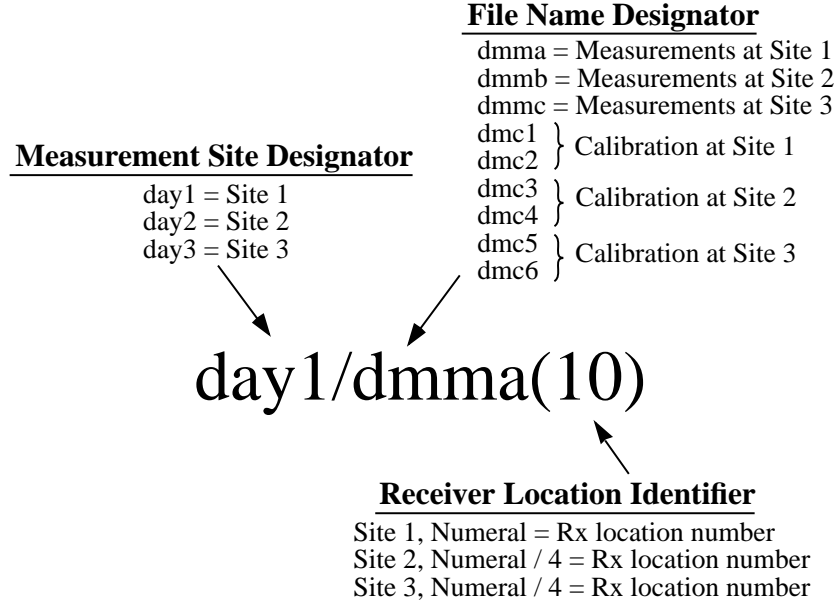 File Name Designator
dmma = Measurements at Site 1
dmmb = Measurements at Site 2
dmmc = Measurements at Site 3
dmc1
dmc2
} Calibration at Site 1
dmc3
dmc4
} Calibration at Site 2
dmc5
dmc6
} Calibration at Site 3
Measurement Site Designator
day1 = Site 1
day2 = Site 2
day3 = Site 3
day1/dmma(10)
Receiver Location Identifier
Site 1, Numeral = Rx location number
Site 2, Numeral / 4 = Rx location number
Site 3, Numeral / 4 = Rx location number